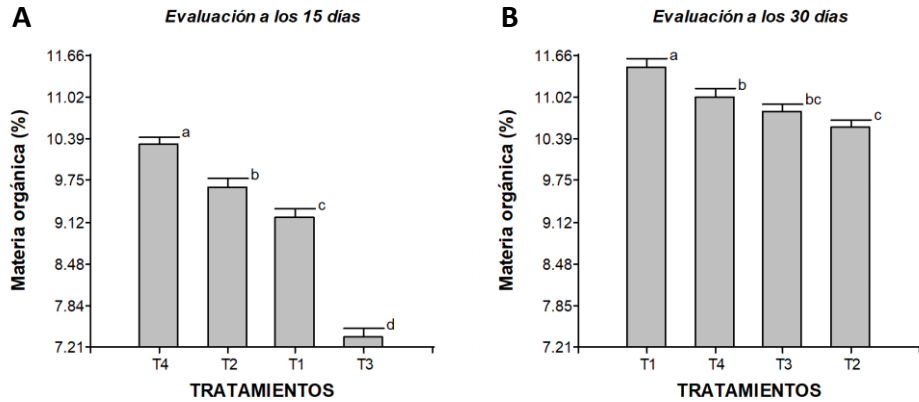 A
Evaluación a los 15 días
Materia orgánica (%)
11.66
11.02
10.39
9.75
9.12
8.48
7.84
7.21
a
b
c
d
T4 T2 T1 T3
TRATAMIENTOS
B
Evaluación a los 30 días
Materia orgánica (%)
11.66
11.02
10.39
9.75
9.12
8.48
7.84
7.21
a
b
bc
c
T1 T4 T3 T2
TRATAMIENTOS